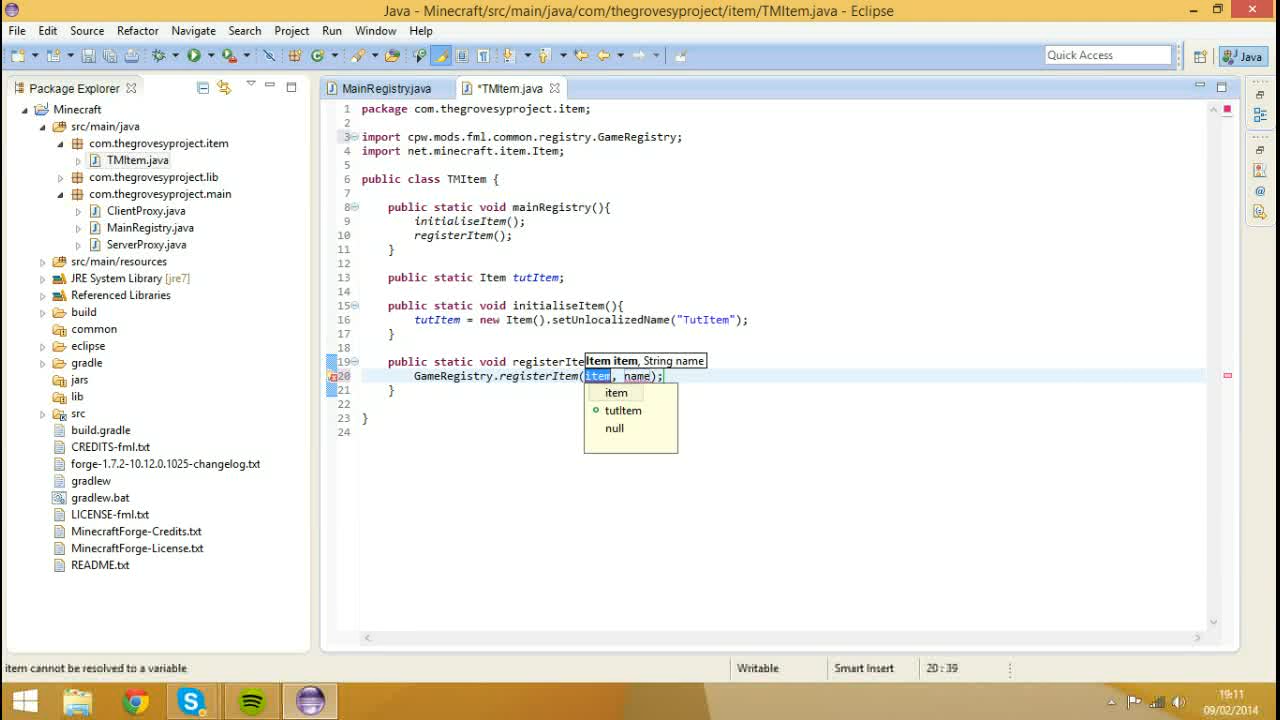 Java - Minecraft/src/main/java/com/thegrovesyproject/item/TMItem.java - Eclipse
File Edit Source Refactor Navigate Search Project Run Window Help
Quick Access
Java
Package Explorer
Minecraft
src/main/java
com.thegrovesyproject.item
TMItem.java
com.thegrovesyproject.lib
com.thegrovesyproject.main
ClientProxy.java
MainRegistry.java
ServerProxy.java
src/main/resources
JRE System Library [jre7]
Referenced Libraries
build
common
eclipse
gradle
jars
lib
src
build.gradle
CREDITS-fml.txt
forge-1.7.2-10.12.0.1025-changelog.txt
gradlew
gradlew.bat
LICENSE-fml.txt
MinecraftForge-Credits.txt
MinecraftForge-License.txt
README.txt
MainRegistry.java *TMItem.java
1 package com.thegrovesyproject.item;
2
3 import cpw.mods.fml.common.registry.GameRegistry;
4 import net.minecraft.item.Item;
5
6 public class TMItem {
7
8 public static void mainRegistry(){
9 initialiseItem();
10 registerItem();
11 }
12
13 public static Item tutItem;
14
15 public static void initialiseItem(){
16 tutItem = new Item().setUnlocalizedName("TutItem");
17 }
18
19 public static void registerIte
Item item, String name
20 GameRegistry.registerItem(item, name);
21 }
22
23 }
24
item
tutItem
null
item cannot be resolved to a variable
Writable
Smart Insert
20 : 39
19:11
09/02/2014